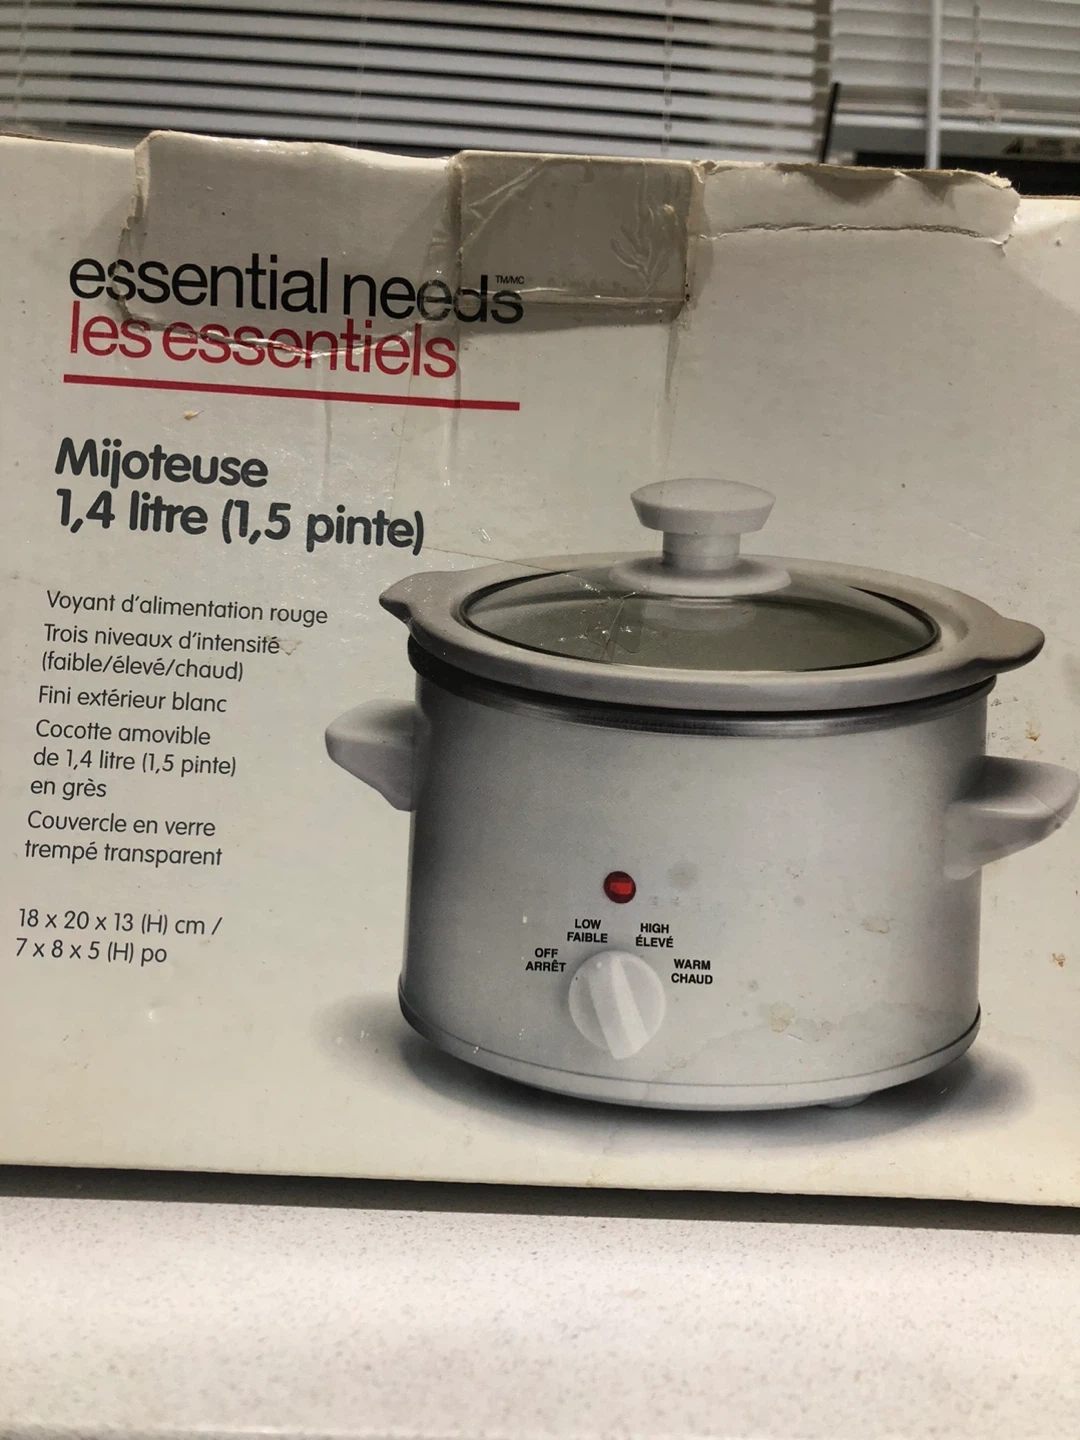 essential needs TM/MC
les essentiels
Mijoteuse
1,4 litre (1,5 pinte)
Voyant d'alimentation rouge
Trois niveaux d'intensité
(faible/élevé/chaud)
Fini extérieur blanc
Cocotte amovible
de 1,4 litre (1,5 pinte)
en grès
Couvercle en verre
trempé transparent
18 x 20 x 13 (H) cm /
7 x 8 x 5 (H) po
OFF
ARRÊT
LOW
FAIBLE
HIGH
ÉLEVÉ
WARM
CHAUD